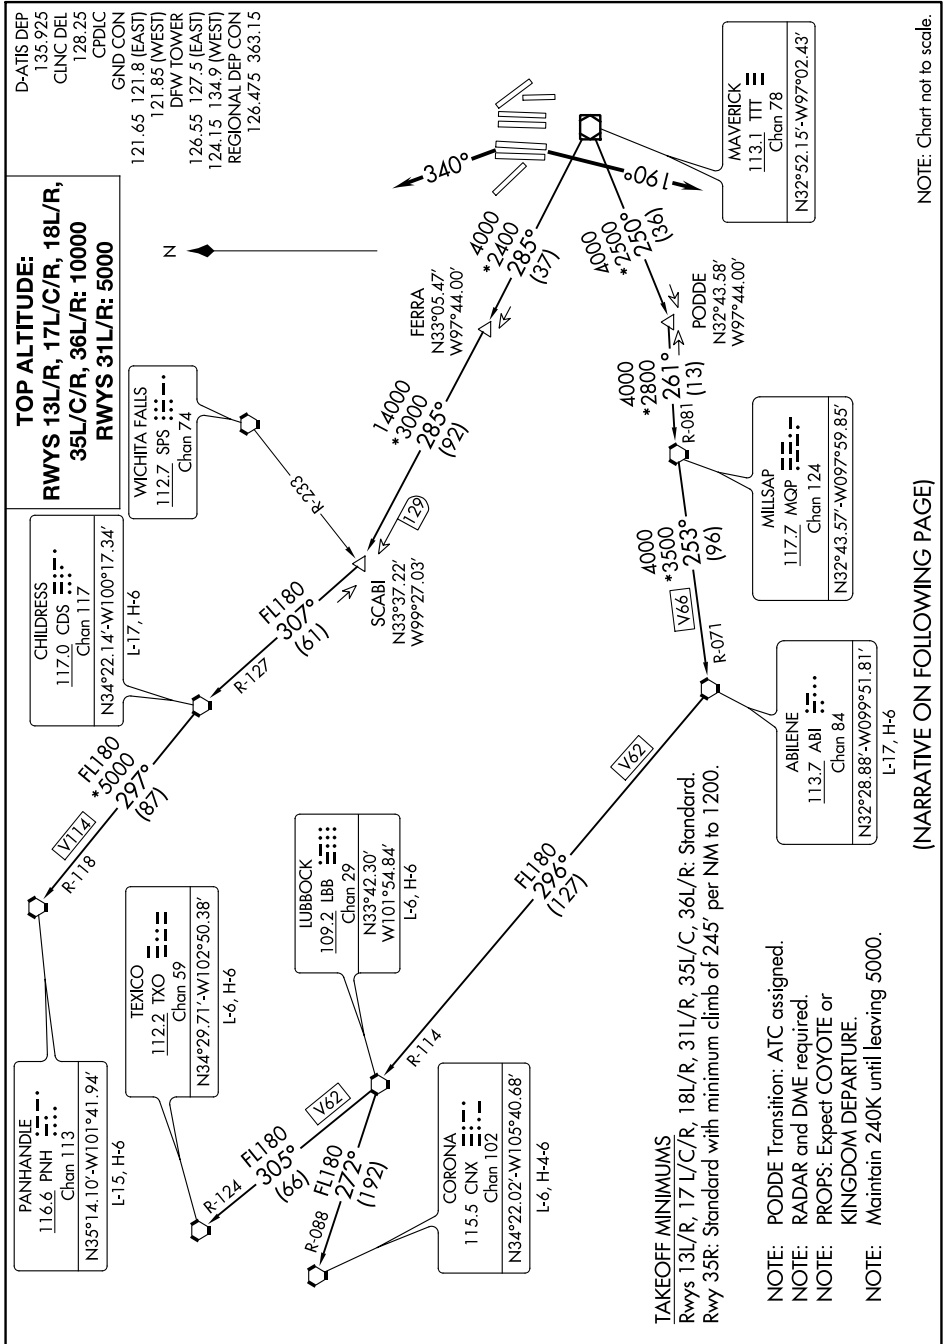 D-ATIS DEP
135.925
CLNC DEL
128.25
CPDLC
GND CON
121.65 121.8 (EAST)
121.85 (WEST)
DFW TOWER
126.55 127.5 (EAST)
124.15 134.9 (WEST)
REGIONAL DEP CON
126.475 363.15
TOP ALTITUDE:
RWYS 13L/R, 17L/C/R, 18L/R,
35L/C/R, 36L/R: 10000
RWYS 31L/R: 5000
N
WICHITA FALLS
112.7 SPS
Chan 74
R-233
CHILDRESS
117.0 CDS
Chan 117
N34°22.14'-W100°17.34'
L-17, H-6
PANHANDLE
116.6 PNH
Chan 113
N35°14.10'-W101°41.94'
L-15, H-6
TEXICO
112.2 TXO
Chan 59
N34°29.71'-W102°50.38'
L-6, H-6
LUBBOCK
109.2 LBB
Chan 29
N33°42.30'
W101°54.84'
L-6, H-6
CORONA
115.5 CNX
Chan 102
N34°22.02'-W105°40.68'
L-6, H-4-6
340°
190°
MAVERICK
113.1 TTT
Chan 78
N32°52.15'-W97°02.43'
4000
*2400
285°
(37)
FERRA
N33°05.47'
W97°44.00'
14000
*3000
285°
(92)
129
SCABI
N33°37.22'
W99°27.03'
FL180
307°
(61)
R-127
FL180
*5000
297°
(87)
V114
R-118
4000
*2500
250°
(36)
PODDE
N32°43.58'
W97°44.00'
4000
*2800
261°
(13)
R-081
MILLSAP
117.7 MQP
Chan 124
N32°43.57'-W097°59.85'
4000
*3500
253°
(96)
V66
R-071
ABILENE
113.7 ABI
Chan 84
N32°28.88'-W099°51.81'
L-17, H-6
V62
FL180
296°
(127)
R-114
V62
FL180
305°
(66)
R-124
FL180
272°
(192)
R-088
TAKEOFF MINIMUMS
Rwys 13L/R, 17 L/C/R, 18L/R, 31L/R, 35L/C, 36L/R: Standard.
Rwy 35R: Standard with minimum climb of 245' per NM to 1200.
NOTE: PODDE Transition: ATC assigned.
NOTE: RADAR and DME required.
NOTE: PROPS: Expect COYOTE or
KINGDOM DEPARTURE.
NOTE: Maintain 240K until leaving 5000.
(NARRATIVE ON FOLLOWING PAGE)
NOTE: Chart not to scale.